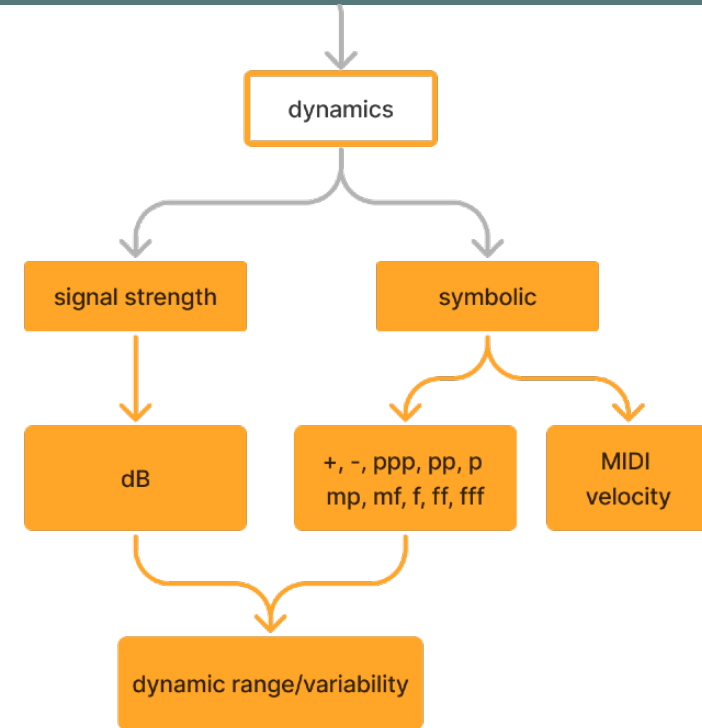 dynamics
signal strength
symbolic
dB
+, -, ppp, pp, p
mp, mf, f, ff, fff
MIDI
velocity
dynamic range/variability